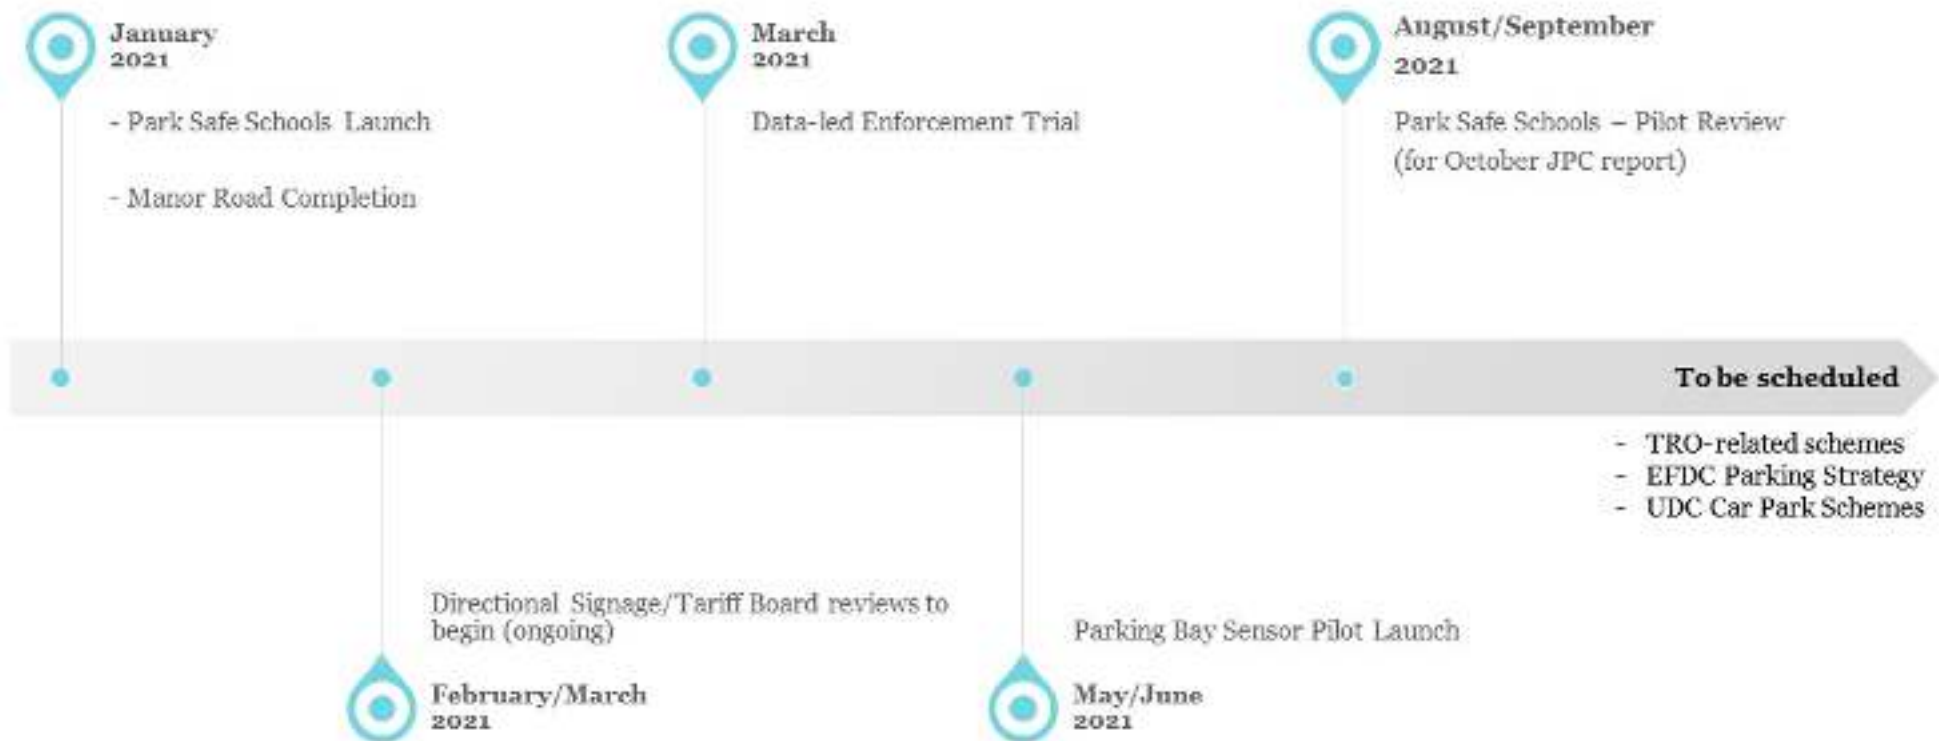 January
2021
- Park Safe Schools Launch
- Manor Road Completion
March
2021
Data-led Enforcement Trial
August/September
2021
Park Safe Schools – Pilot Review
(for October JPC report)
To be scheduled
- TRO-related schemes
- EFDC Parking Strategy
- UDC Car Park Schemes
Directional Signage/Tariff Board reviews to
begin (ongoing)
February/March
2021
Parking Bay Sensor Pilot Launch
May/June
2021